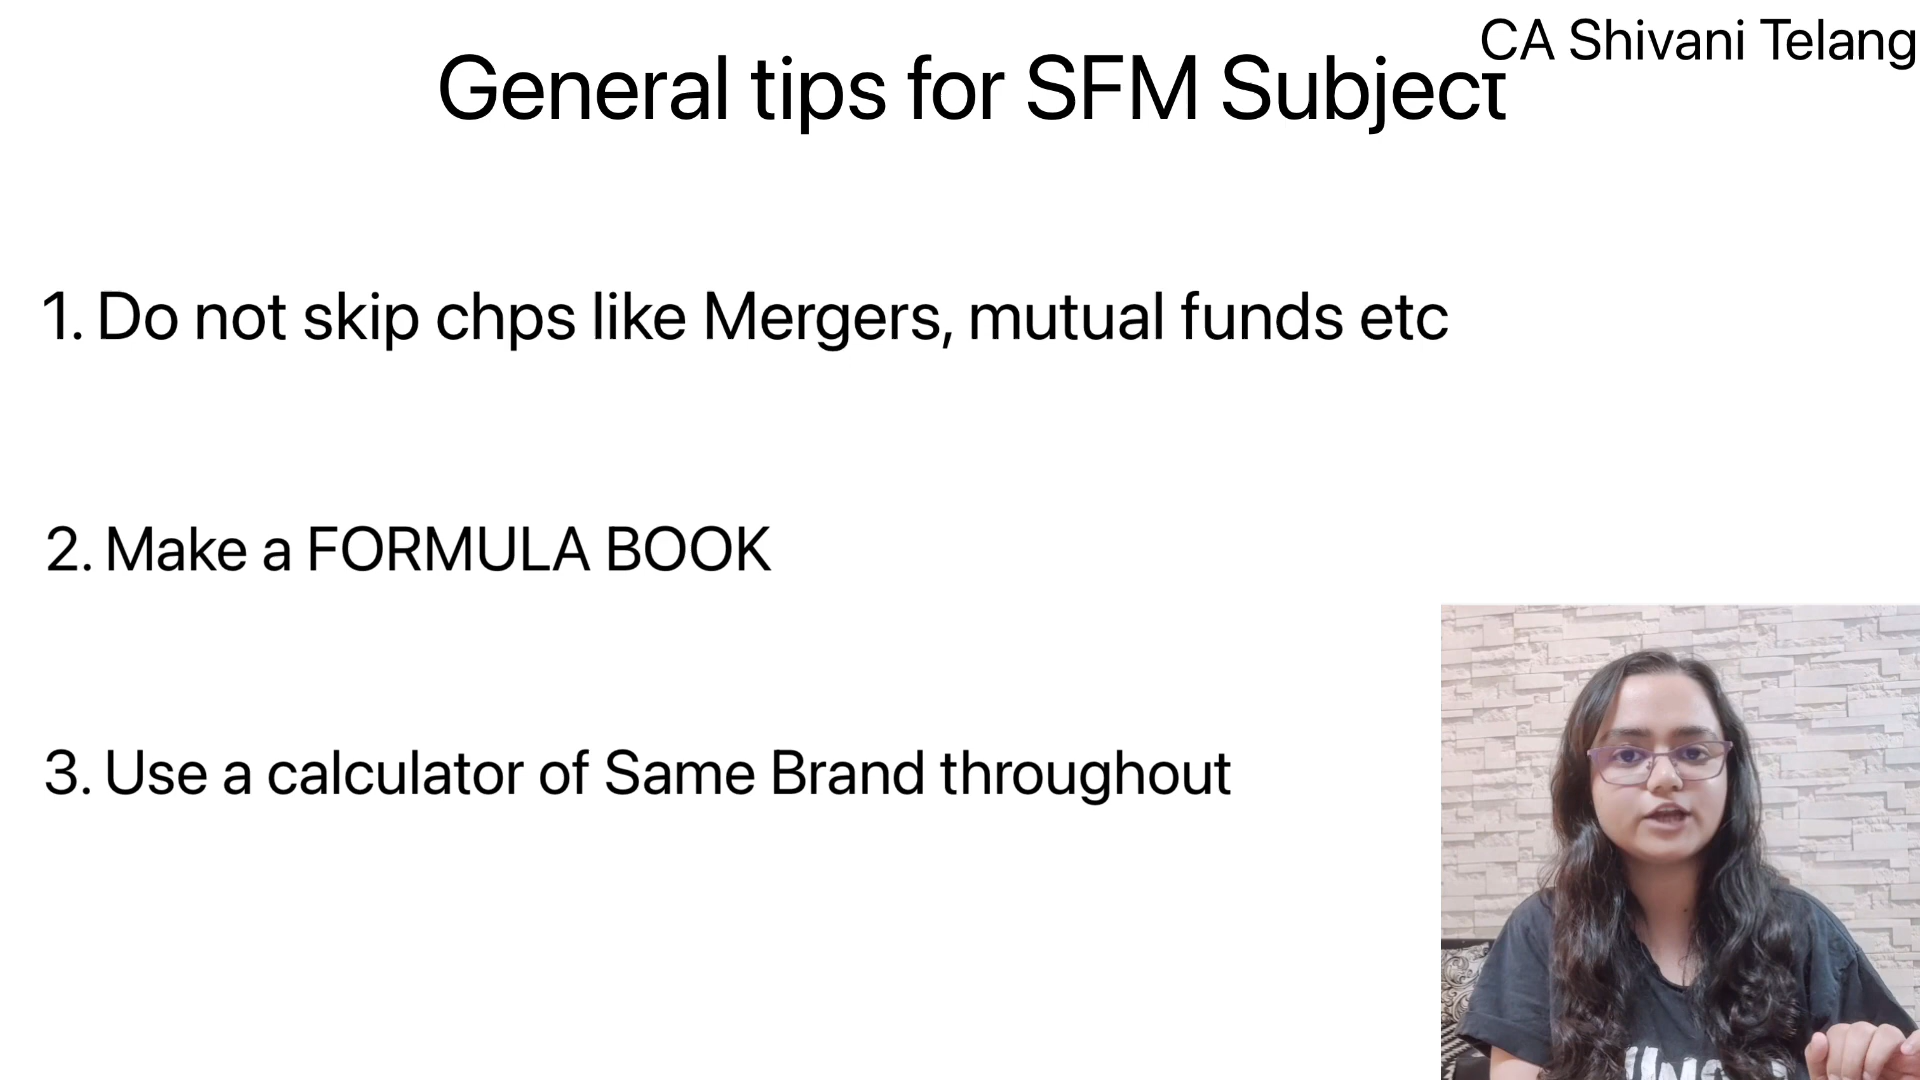 CA Shivani Telang
General tips for SFM Subject
1. Do not skip chps like Mergers, mutual funds etc
2. Make a FORMULA BOOK
3. Use a calculator of Same Brand throughout